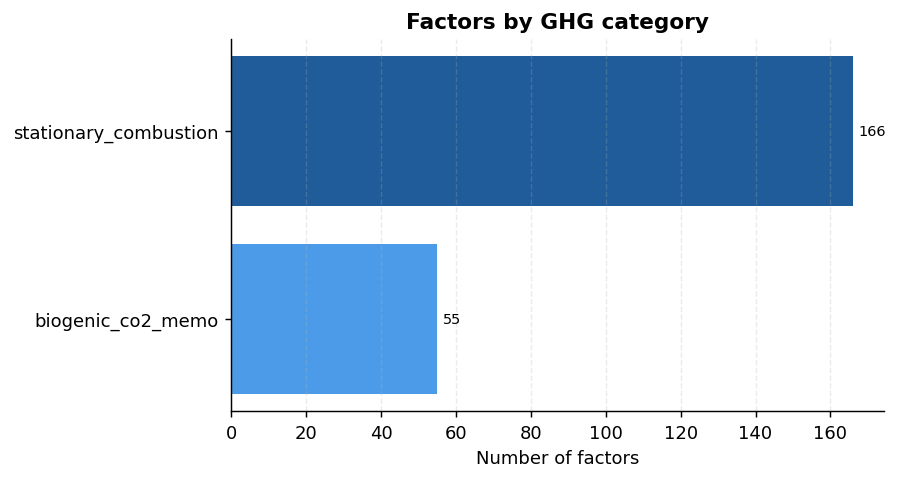 Factors by GHG category
stationary_combustion
166
biogenic_co2_memo
55
0 20 40 60 80 100 120 140 160
Number of factors